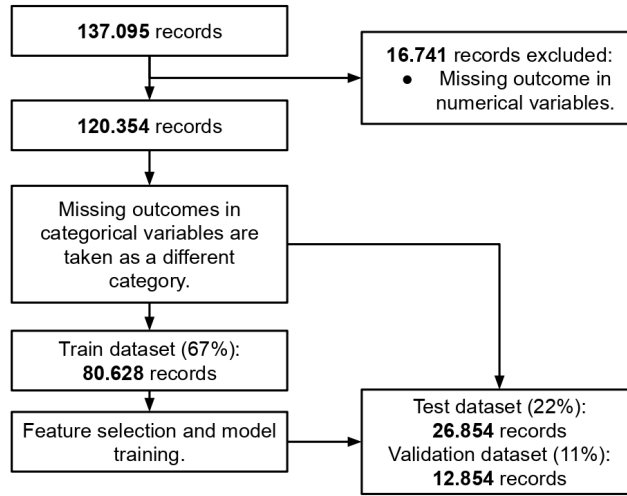 137.095 records
16.741 records excluded:
● Missing outcome in
numerical variables.
120.354 records
Missing outcomes in
categorical variables are
taken as a different
category.
Train dataset (67%):
80.628 records
Feature selection and model
training.
Test dataset (22%):
26.854 records
Validation dataset (11%):
12.854 records